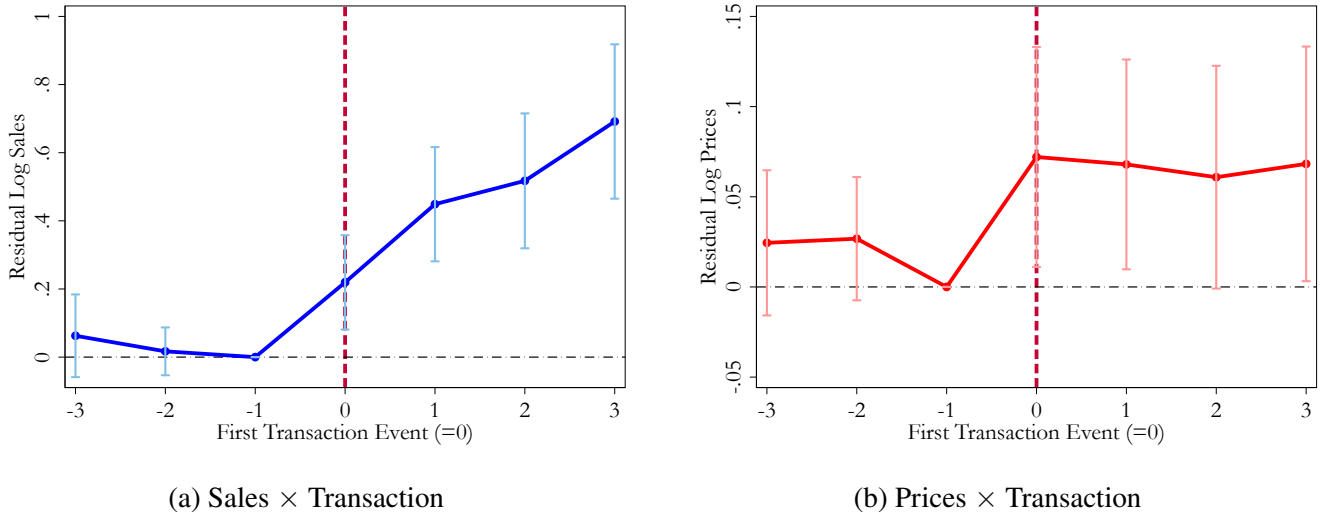 Residual Log Sales
1
.8
.6
.4
.2
0
-3 -2 -1 0 1 2 3
First Transaction Event (=0)
(a) Sales × Transaction
Residual Log Prices
.15
.1
.05
0
-.05
-3 -2 -1 0 1 2 3
First Transaction Event (=0)
(b) Prices × Transaction